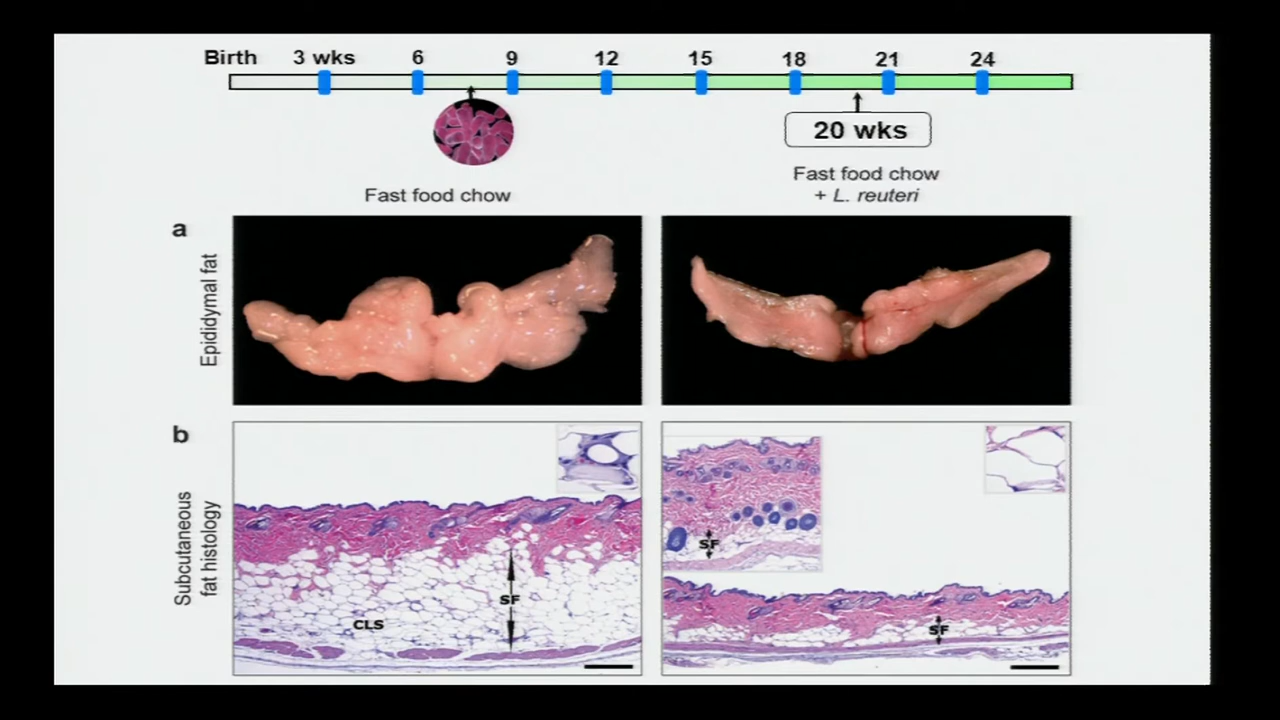 Birth 3 wks 6 9 12 15 18 21 24
20 wks
Fast food chow
Fast food chow
+ L. reuteri
a
Epididymal fat
b
Subcutaneous
fat histology
SF
CLS
SF
SF